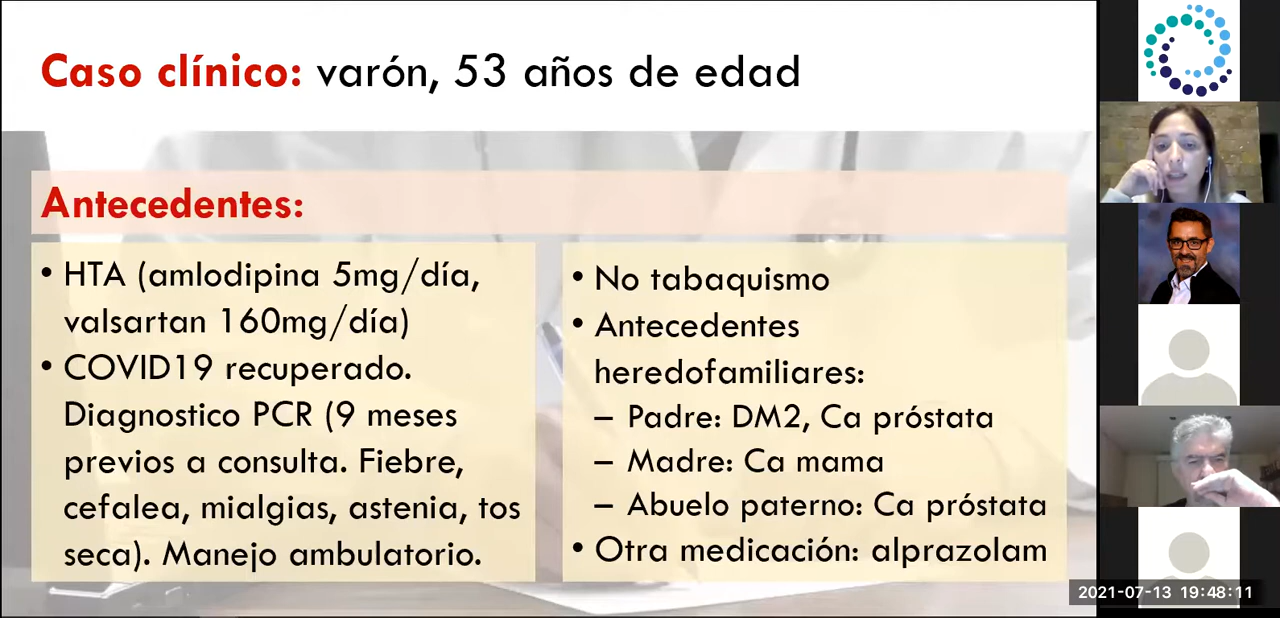 Caso clínico: varón, 53 años de edad
Antecedentes:
• HTA (amlodipina 5mg/día,
valsartan 160mg/día)
• COVID19 recuperado.
Diagnostico PCR (9 meses
previos a consulta. Fiebre,
cefalea, mialgias, astenia, tos
seca). Manejo ambulatorio.
• No tabaquismo
• Antecedentes
heredofamiliares:
– Padre: DM2, Ca próstata
– Madre: Ca mama
– Abuelo paterno: Ca próstata
• Otra medicación: alprazolam
2021-07-13 19:48:11